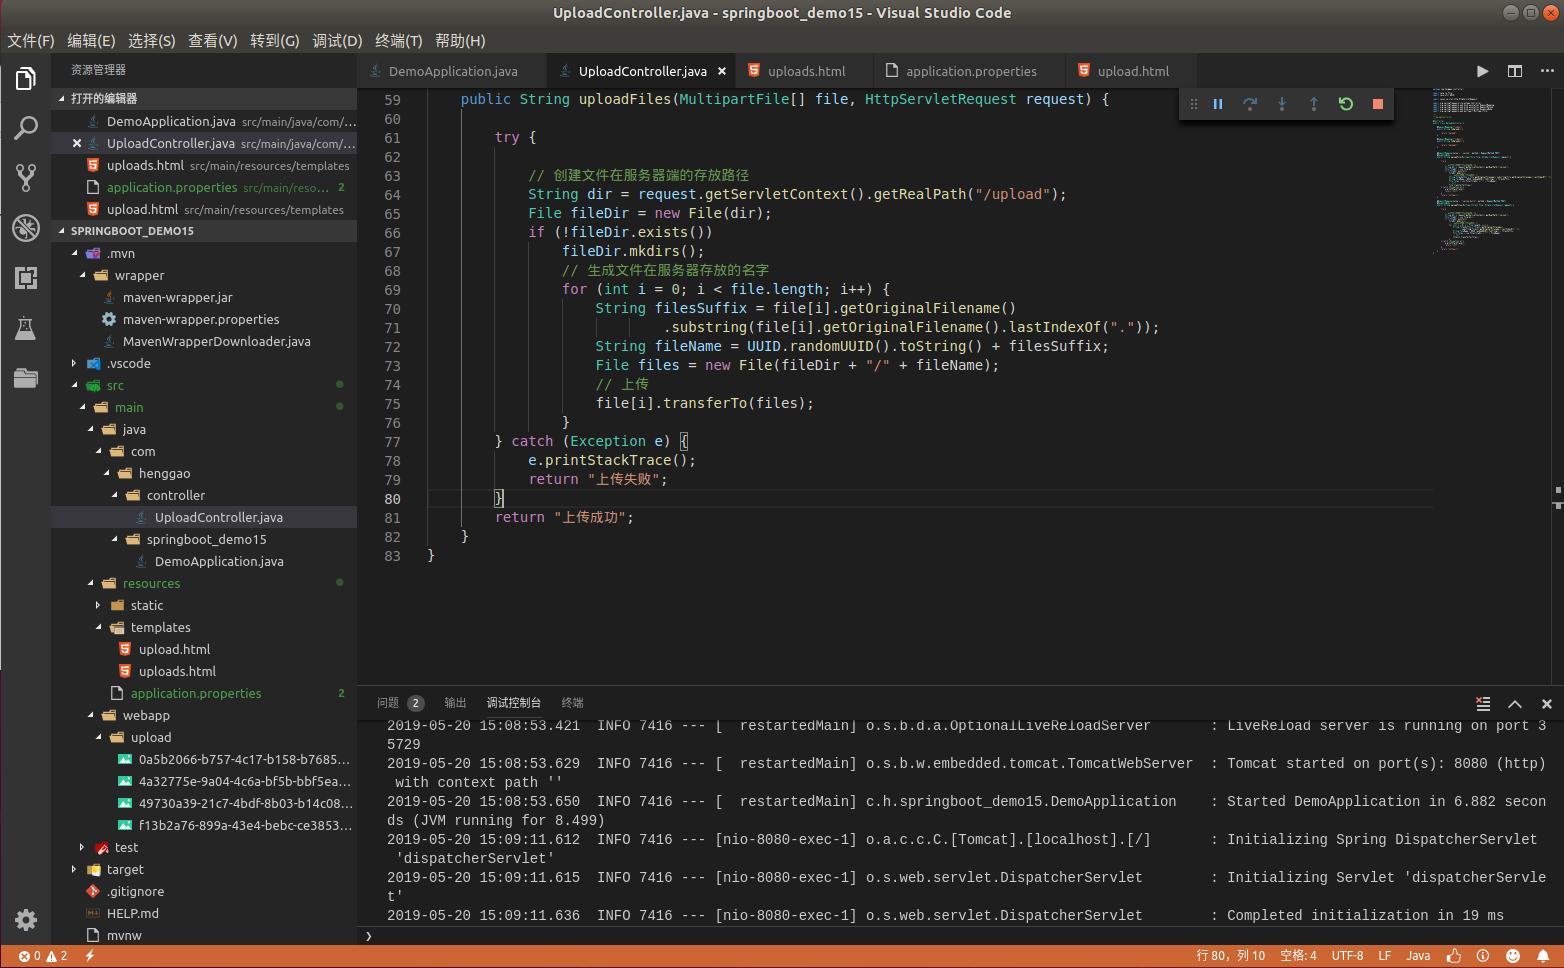 UploadController.java - springboot_demo15 - Visual Studio Code
文件(F) 编辑(E) 选择(S) 查看(V) 转到(G) 调试(D) 终端(T) 帮助(H)
资源管理器
打开的编辑器
DemoApplication.java src/main/java/com/...
UploadController.java src/main/java/com/...
uploads.html src/main/resources/templates
application.properties src/main/reso... 2
upload.html src/main/resources/templates
SPRINGBOOT_DEMO15
.mvn
wrapper
maven-wrapper.jar
maven-wrapper.properties
MavenWrapperDownloader.java
.vscode
src
main
java
com
henggao
controller
UploadController.java
springboot_demo15
DemoApplication.java
resources
static
templates
upload.html
uploads.html
application.properties 2
webapp
upload
0a5b2066-b757-4c17-b158-b7685...
4a32775e-9a04-4c6a-bf5b-bbf5ea...
49730a39-21c7-4bdf-8b03-b14c08...
f13b2a76-899a-43e4-bebc-ce3853...
test
target
.gitignore
HELP.md
mvnw
DemoApplication.java UploadController.java uploads.html application.properties upload.html
59 public String uploadFiles(MultipartFile[] file, HttpServletRequest request) {
60
61 try {
62
63 // 创建文件在服务器端的存放路径
64 String dir = request.getServletContext().getRealPath("/upload");
65 File fileDir = new File(dir);
66 if (!fileDir.exists())
67 fileDir.mkdirs();
68 // 生成文件在服务器存放的名字
69 for (int i = 0; i < file.length; i++) {
70 String filesSuffix = file[i].getOriginalFilename()
71 .substring(file[i].getOriginalFilename().lastIndexOf("."));
72 String fileName = UUID.randomUUID().toString() + filesSuffix;
73 File files = new File(fileDir + "/" + fileName);
74 // 上传
75 file[i].transferTo(files);
76 }
77 } catch (Exception e) {
78 e.printStackTrace();
79 return "上传失败";
80 }
81 return "上传成功";
82 }
83 }
问题 2 输出 调试控制台 终端
2019-05-20 15:08:53.421 INFO 7416 --- [ restartedMain] o.s.b.d.a.OptionalLiveReloadServer : LiveReload server is running on port 3
5729
2019-05-20 15:08:53.629 INFO 7416 --- [ restartedMain] o.s.b.w.embedded.tomcat.TomcatWebServer : Tomcat started on port(s): 8080 (http)
with context path ''
2019-05-20 15:08:53.650 INFO 7416 --- [ restartedMain] c.h.springboot_demo15.DemoApplication : Started DemoApplication in 6.882 secon
ds (JVM running for 8.499)
2019-05-20 15:09:11.612 INFO 7416 --- [nio-8080-exec-1] o.a.c.c.C.[Tomcat].[localhost].[/] : Initializing Spring DispatcherServlet
'dispatcherServlet'
2019-05-20 15:09:11.615 INFO 7416 --- [nio-8080-exec-1] o.s.web.servlet.DispatcherServlet : Initializing Servlet 'dispatcherServle
t'
2019-05-20 15:09:11.636 INFO 7416 --- [nio-8080-exec-1] o.s.web.servlet.DispatcherServlet : Completed initialization in 19 ms
0 2 行 80，列 10 空格: 4 UTF-8 LF Java